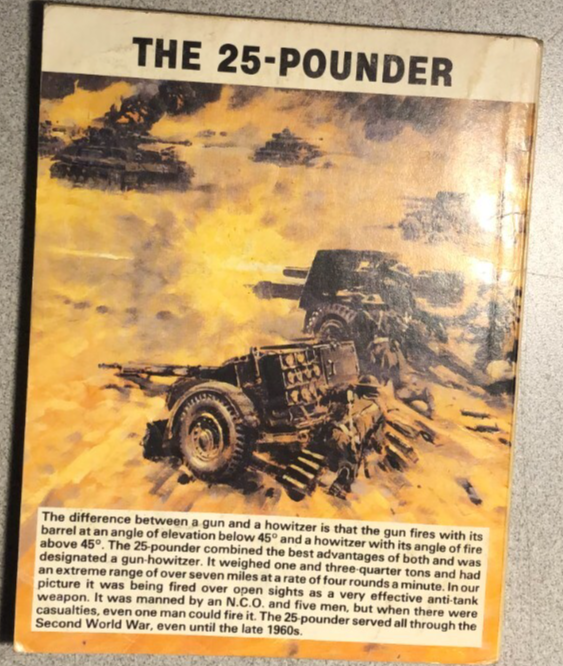 THE 25-POUNDER
The difference between a gun and a howitzer is that the gun fires with its
barrel at an angle of elevation below 45° and a howitzer with its angle of fire
above 45°. The 25-pounder combined the best advantages of both and was
designated a gun-howitzer. It weighed one and three-quarter tons and had
an extreme range of over seven miles at a rate of four rounds a minute. In our
picture it was being fired over open sights as a very effective anti-tank
weapon. It was manned by an N.C.O. and five men, but when there were
casualties, even one man could fire it. The 25-pounder served all through the
Second World War, even until the late 1960s.